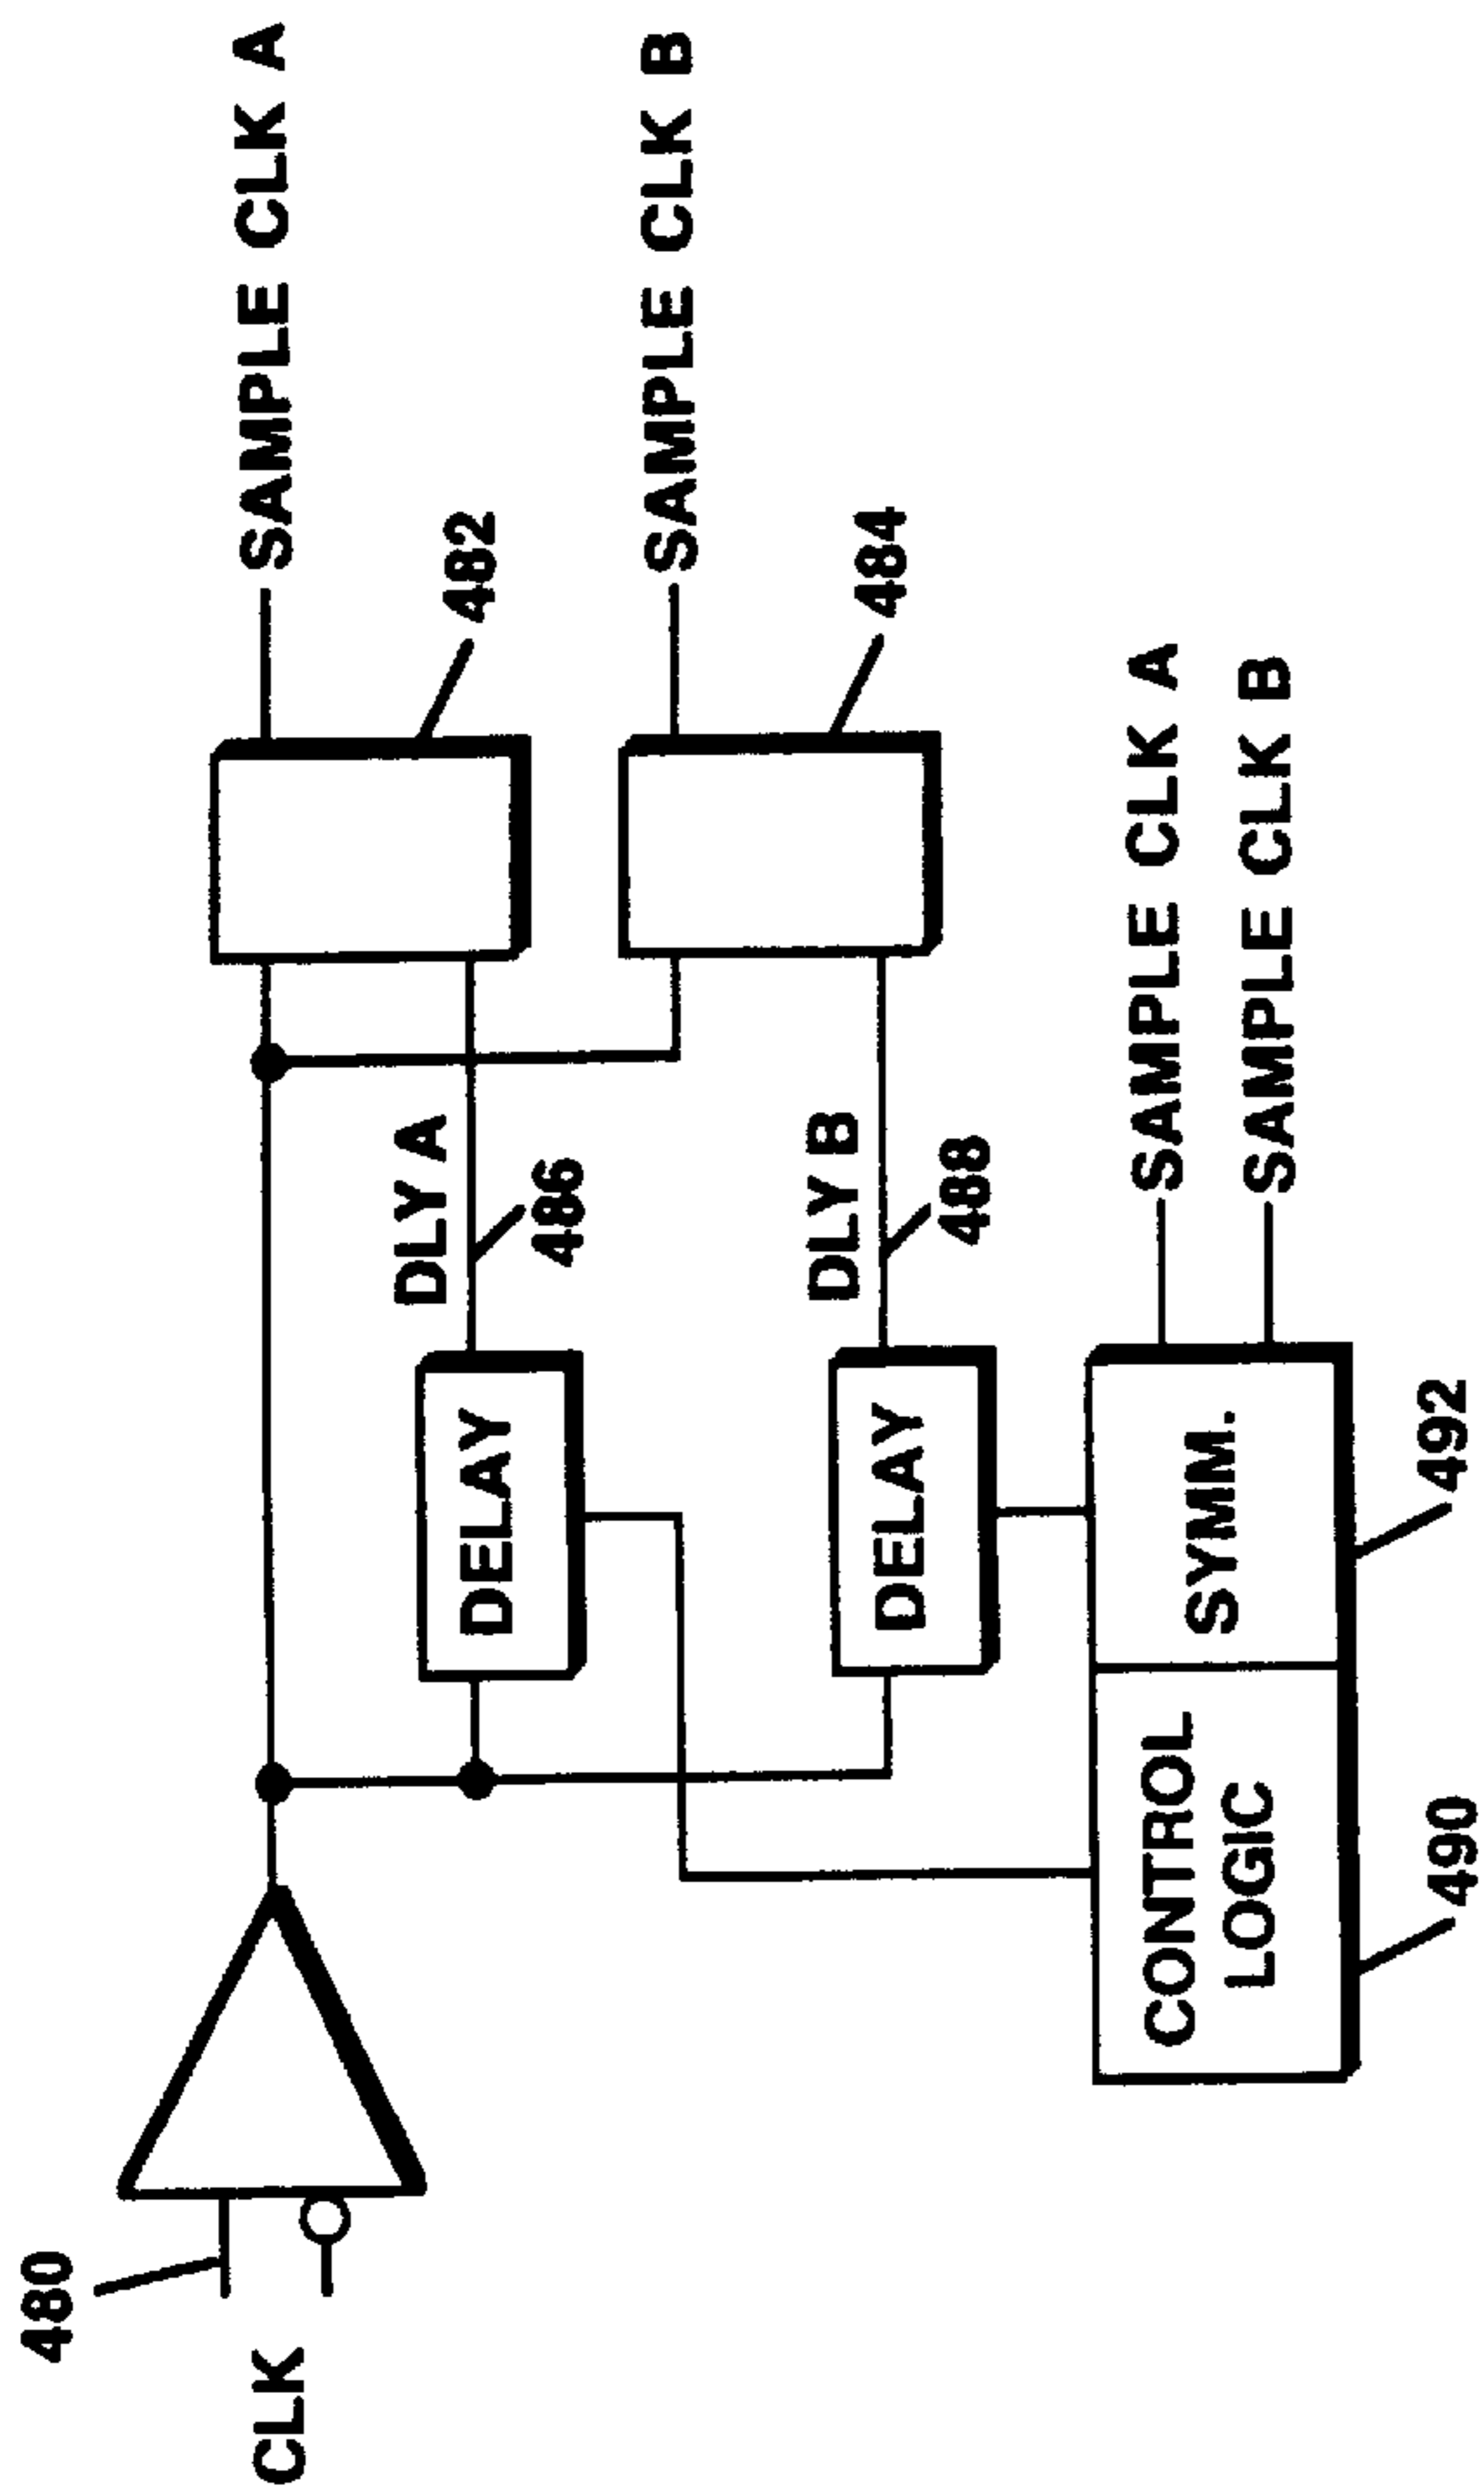 480
CLK
SAMPLE CLK A
482
DLY A
DELAY
486
SAMPLE CLK B
484
DLY B
DELAY
488
CONTROL
LOGIC
SYMM.
SAMPLE CLK A
SAMPLE CLK B
490
492